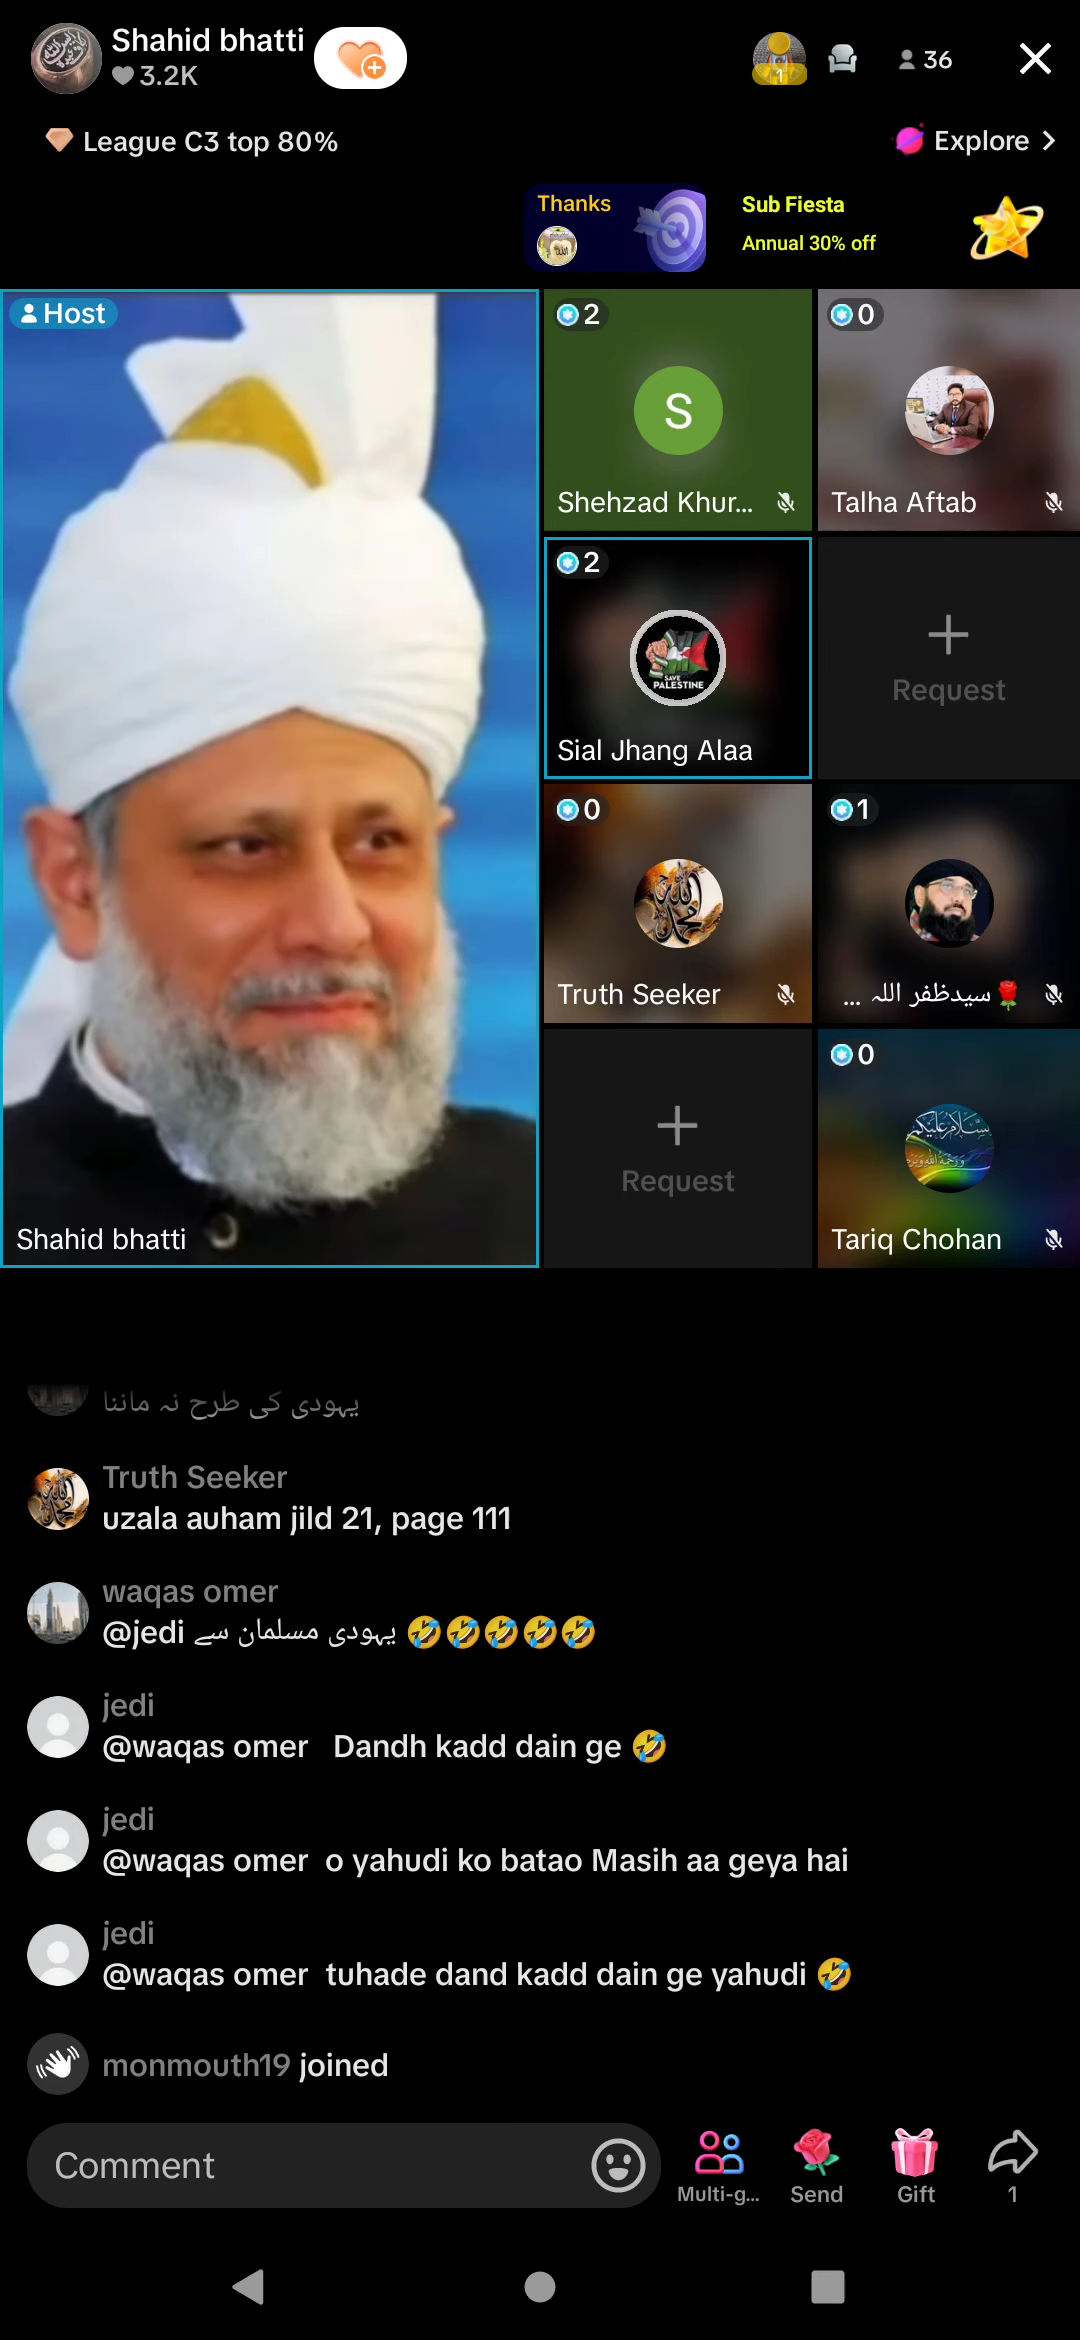 Shahid bhatti
3.2K
1
36
League C3 top 80%
Explore
Thanks
Sub Fiesta
Annual 30% off
Host
Shahid bhatti
2
S
Shehzad Khur...
0
Talha Aftab
2
SAVE
PALESTINE
Sial Jhang Alaa
+
Request
0
Truth Seeker
1
سیدظفر اللہ ...
+
Request
0
Tariq Chohan
یہودی کی طرح نہ ماننا
Truth Seeker
uzala auham jild 21, page 111
waqas omer
@jedi یہودی مسلمان سے 🤣🤣🤣🤣🤣
jedi
@waqas omer Dandh kadd dain ge 🤣
jedi
@waqas omer o yahudi ko batao Masih aa geya hai
jedi
@waqas omer tuhade dand kadd dain ge yahudi 🤣
monmouth19 joined
Comment
Multi-g...
Send
Gift
1